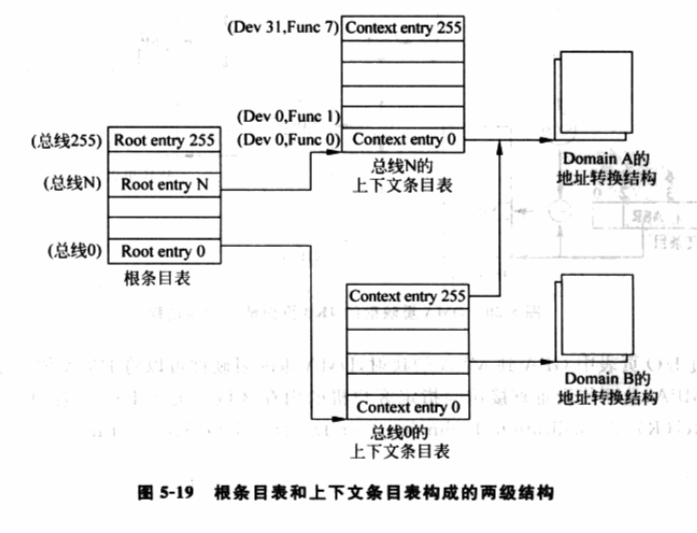 (Dev 31,Func 7) Context entry 255
(Dev 0,Func 1)
(总线255) Root entry 255 (Dev 0,Func 0) Context entry 0
总线N的
上下文条目表
Domain A的
地址转换结构
(总线N) Root entry N
(总线0) Root entry 0
根条目表
Context entry 255
Context entry 0
总线0的
上下文条目表
Domain B的
地址转换结构
图 5-19 根条目表和上下文条目表构成的两级结构